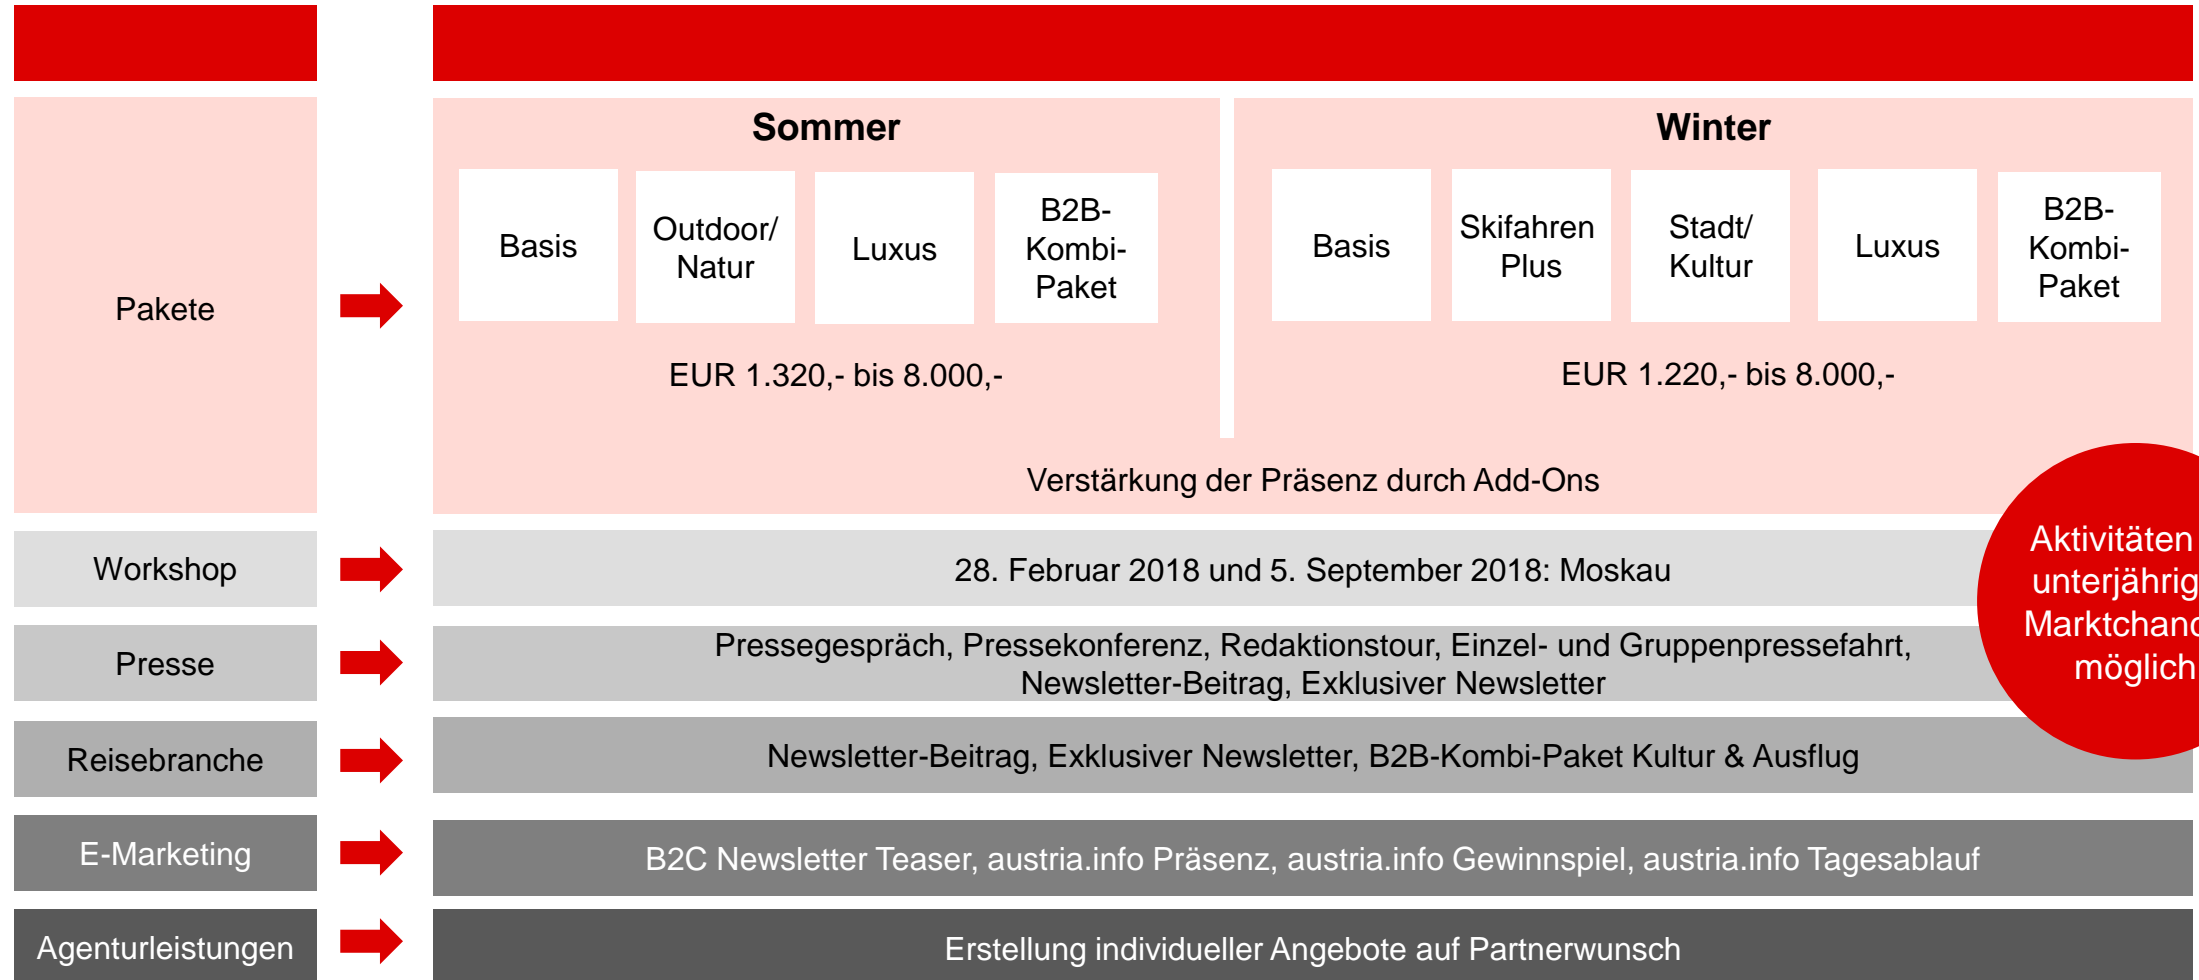 Sommer
Winter
Basis
Outdoor/
Natur
Luxus
B2B-
Kombi-
Paket
Basis
Skifahren
Plus
Stadt/
Kultur
Luxus
B2B-
Kombi-
Paket
Pakete
EUR 1.320,- bis 8.000,-
EUR 1.220,- bis 8.000,-
Verstärkung der Präsenz durch Add-Ons
Workshop
28. Februar 2018 und 5. September 2018: Moskau
Aktivitäten
unterjährig
möglich
Presse
Pressegespräch, Pressekonferenz, Redaktionstour, Einzel- und Gruppenpressefahrt,
Newsletter-Beitrag, Exklusiver Newsletter
Reisebranche
Newsletter-Beitrag, Exklusiver Newsletter, B2B-Kombi-Paket Kultur & Ausflug
E-Marketing
B2C Newsletter Teaser, austria.info Präsenz, austria.info Gewinnspiel, austria.info Tagesablauf
Agenturleistungen
Erstellung individueller Angebote auf Partnerwunsch